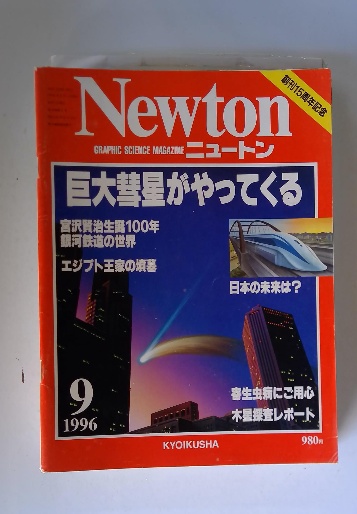 創刊15周年記念
Newton
GRAPHIC SCIENCE MAGAZINE ニュートン
巨大彗星がやってくる
宮沢賢治生誕100年
銀河鉄道の世界
エジプト王家の墳墓
日本の未来は?
寄生虫病にご用心
木星探査レポート
9
1996
KYOIKUSHA
980円